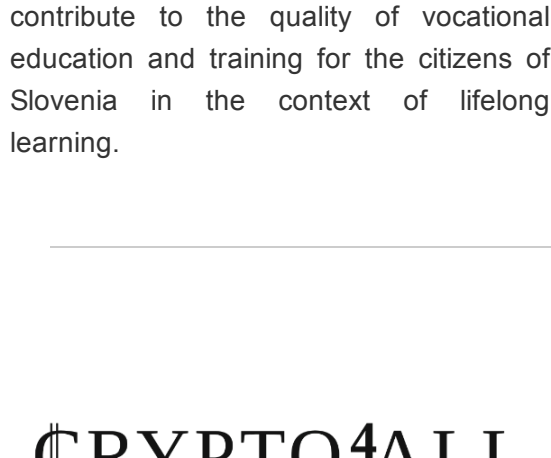 contribute to the quality of vocational
education and training for the citizens of
Slovenia in the context of lifelong
learning.
₵RYPTO4ALL